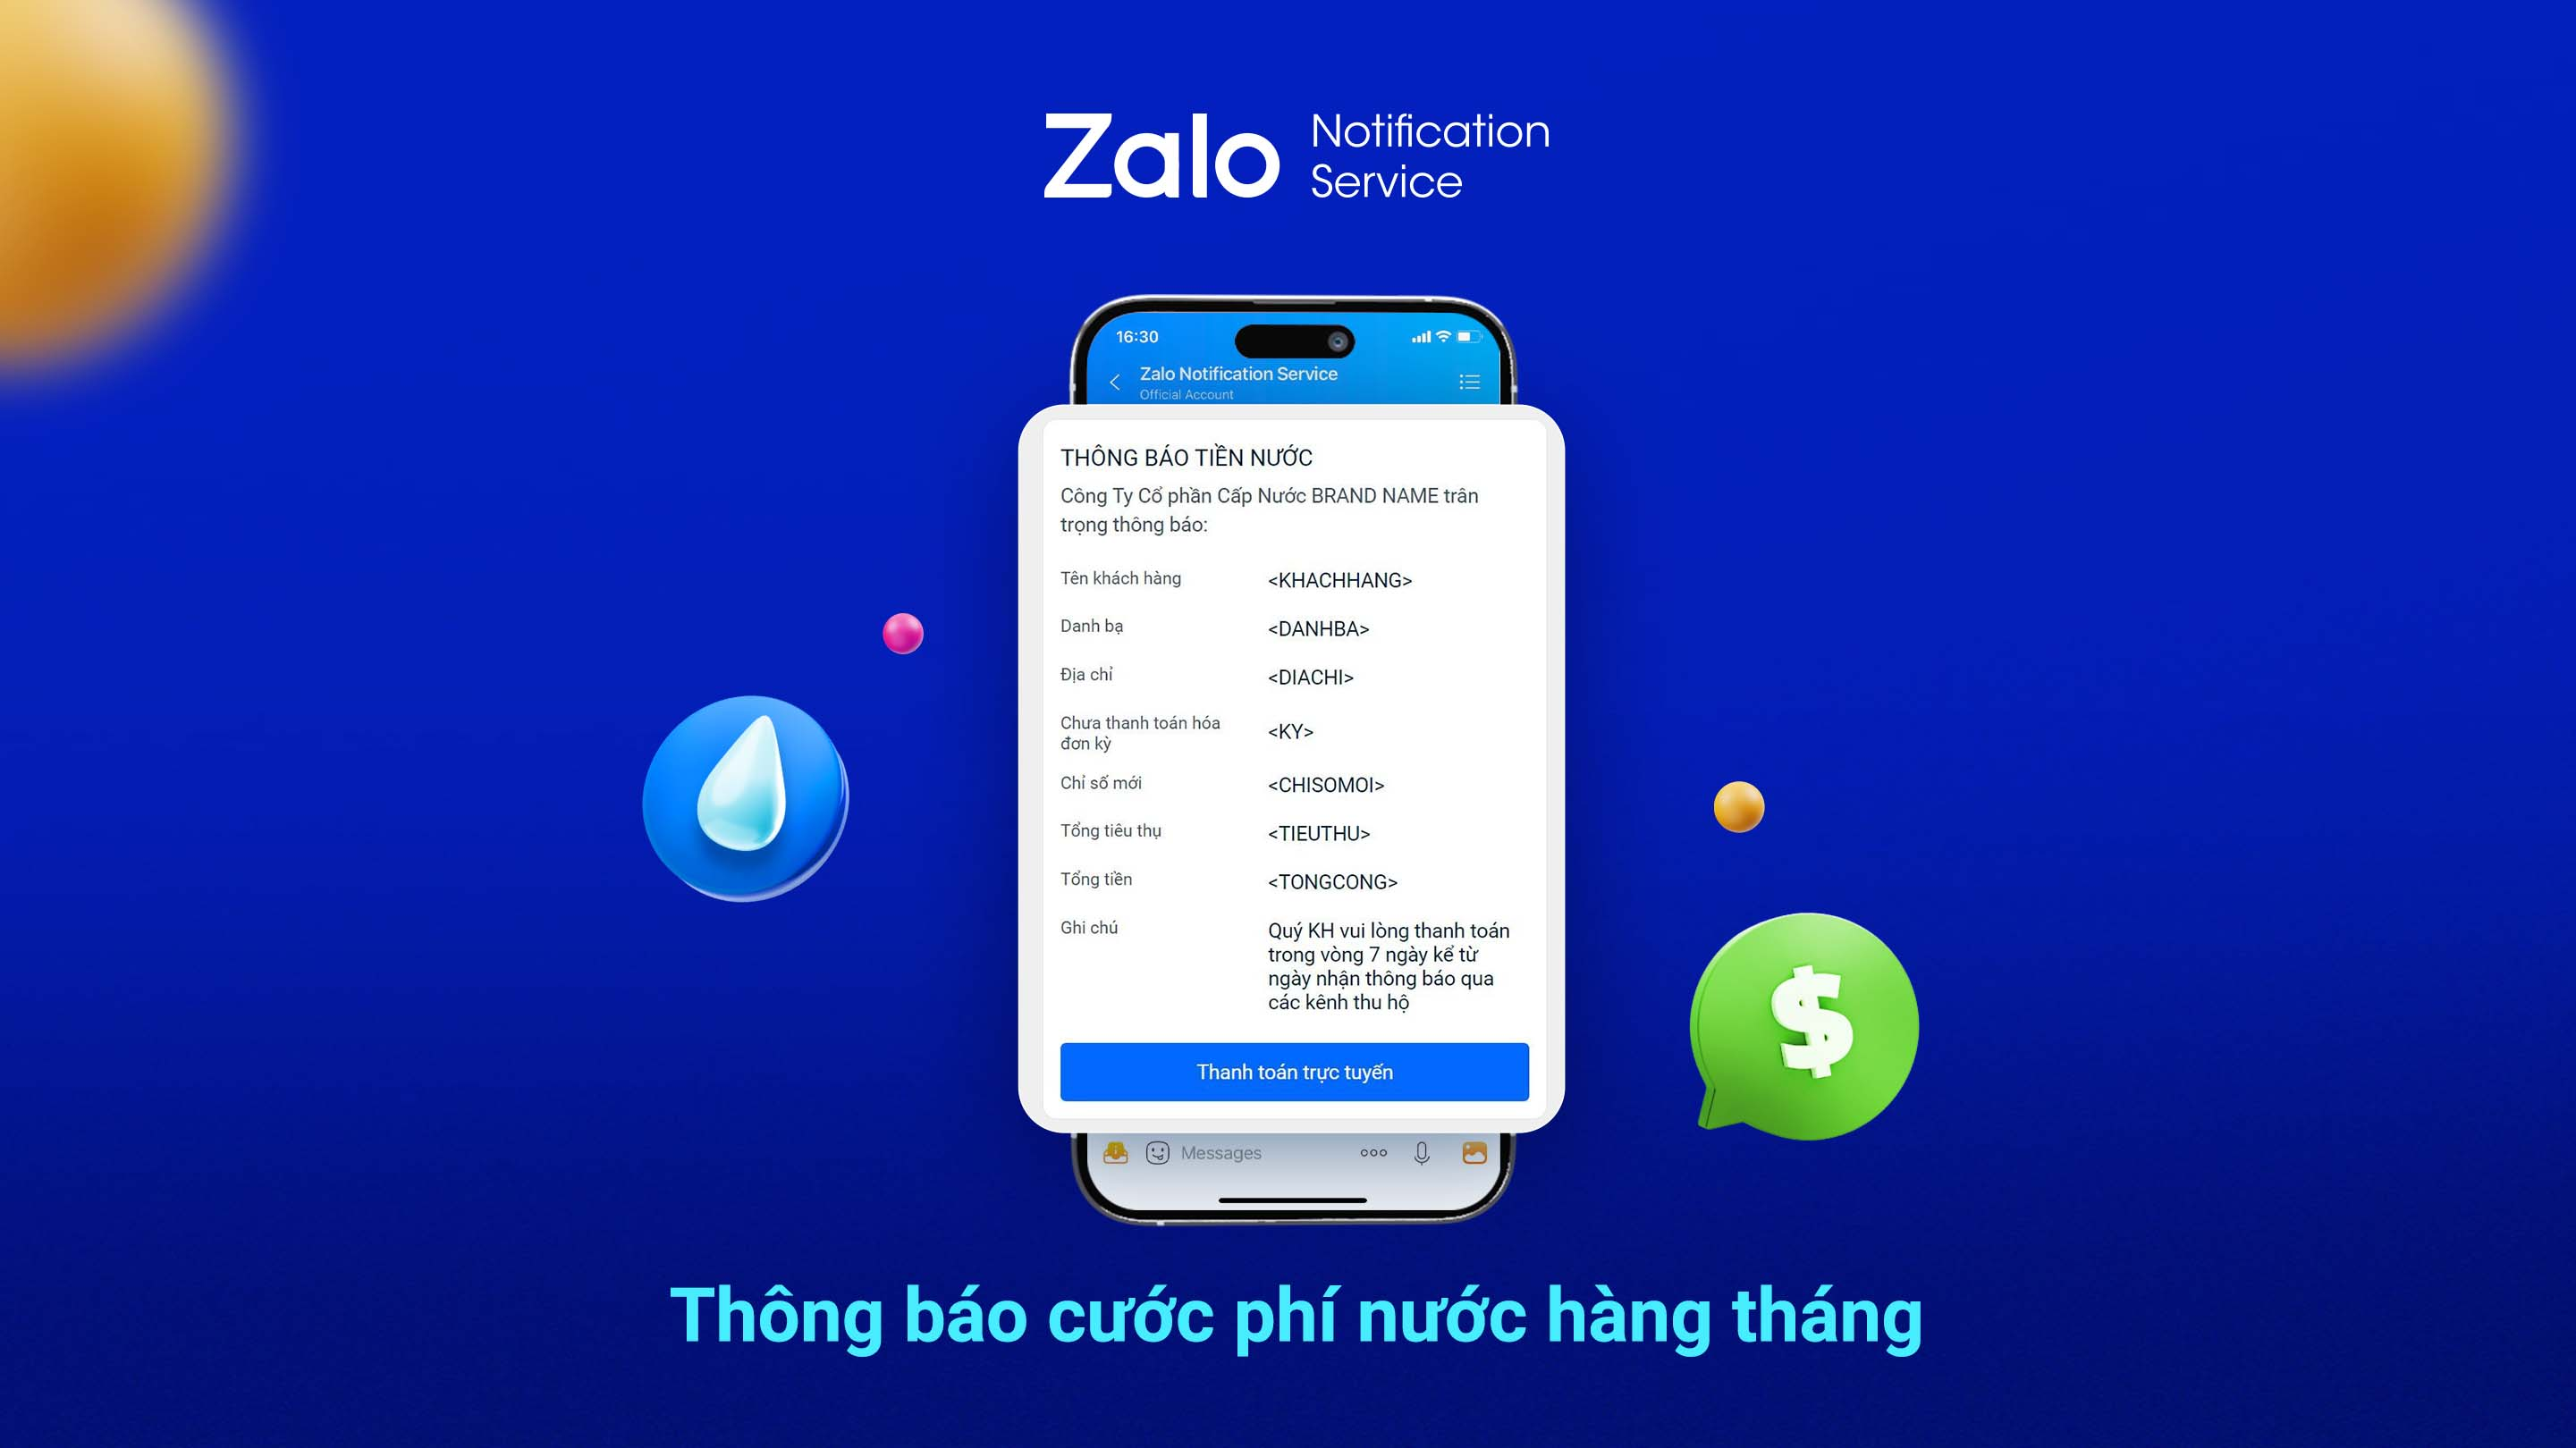 Zalo Notification
Service
16:30
Zalo Notification Service
Official Account
THÔNG BÁO TIỀN NƯỚC
Công Ty Cổ phần Cấp Nước BRAND NAME trân
trọng thông báo:
Tên khách hàng <KHACHHANG>
Danh bạ <DANHBA>
Địa chỉ <DIACHI>
Chưa thanh toán hóa
đơn kỳ <KY>
Chỉ số mới <CHISOMOI>
Tổng tiêu thụ <TIEUTHU>
Tổng tiền <TONGCONG>
Ghi chú Quý KH vui lòng thanh toán
trong vòng 7 ngày kể từ
ngày nhận thông báo qua
các kênh thu hộ
Thanh toán trực tuyến
Messages
$
Thông báo cước phí nước hàng tháng